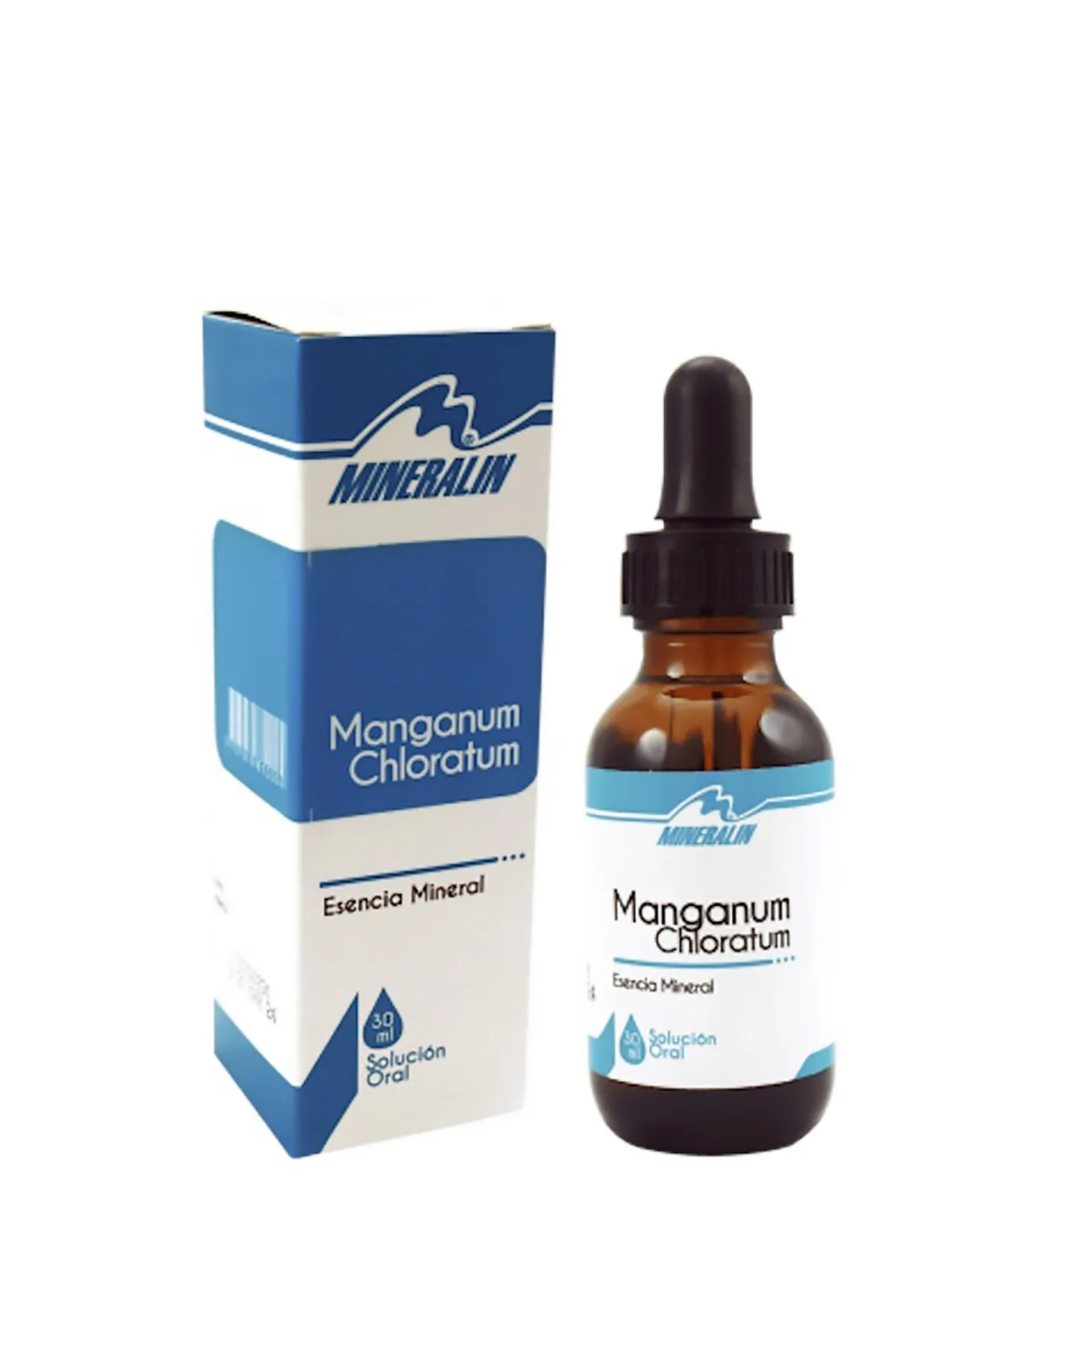 MINERALIN
Manganum
Chloratum
Esencia Mineral
30
ml
Solución
Oral
MINERALIN
Manganum
Chloratum
Esencia Mineral
30
ml
Solución
Oral